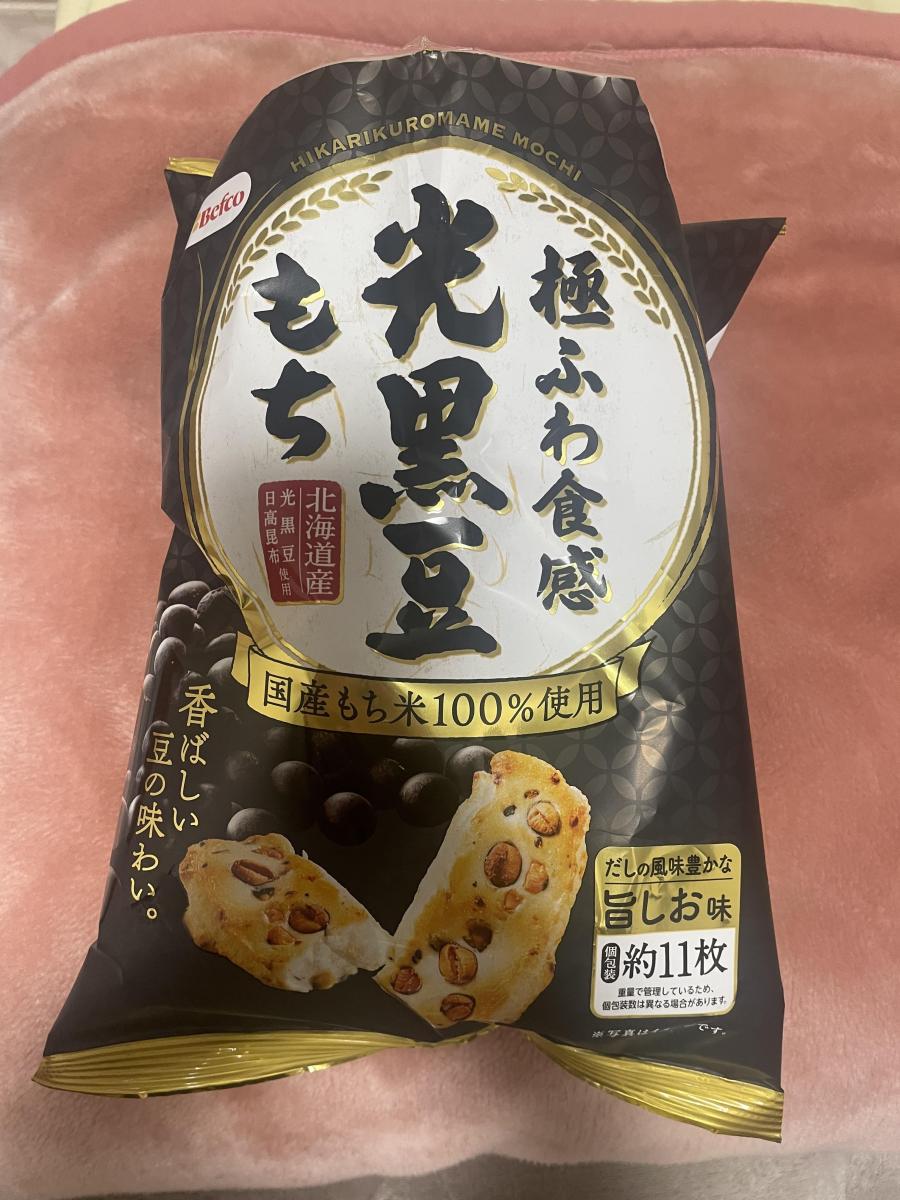 HIKARIKUROMAME MOCHI
Befco
極ふわ食感
光黒豆
もち
北海道産
光黒豆
日高昆布
使用
国産もち米100%使用
香ばしい
豆の味わい。
だしの風味豊かな
旨しお味
個包装
約11枚
重量で管理しているため、
個包装数は異なる場合があります。
※写真は
です。